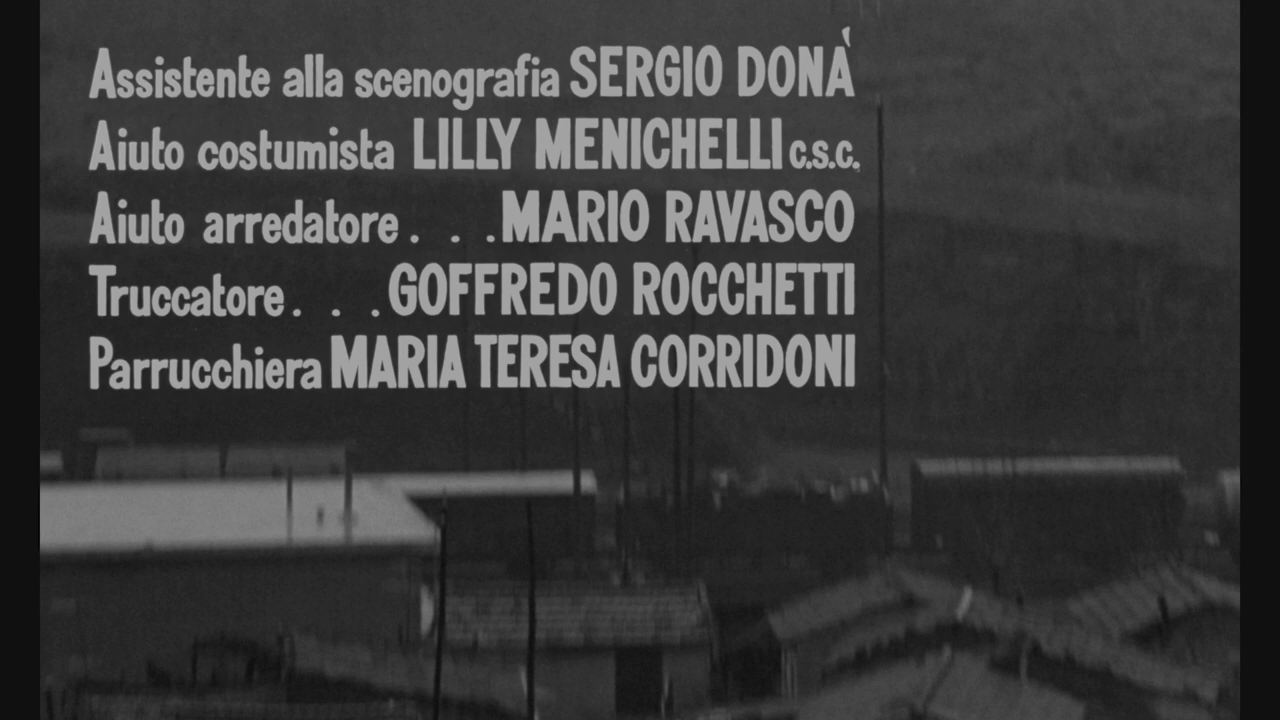 Assistente alla scenografia SERGIO DONÀ
Aiuto costumista LILLY MENICHELLI c.s.c.
Aiuto arredatore . . . MARIO RAVASCO
Truccatore . . . GOFFREDO ROCCHETTI
Parrucchiera MARIA TERESA CORRIDONI